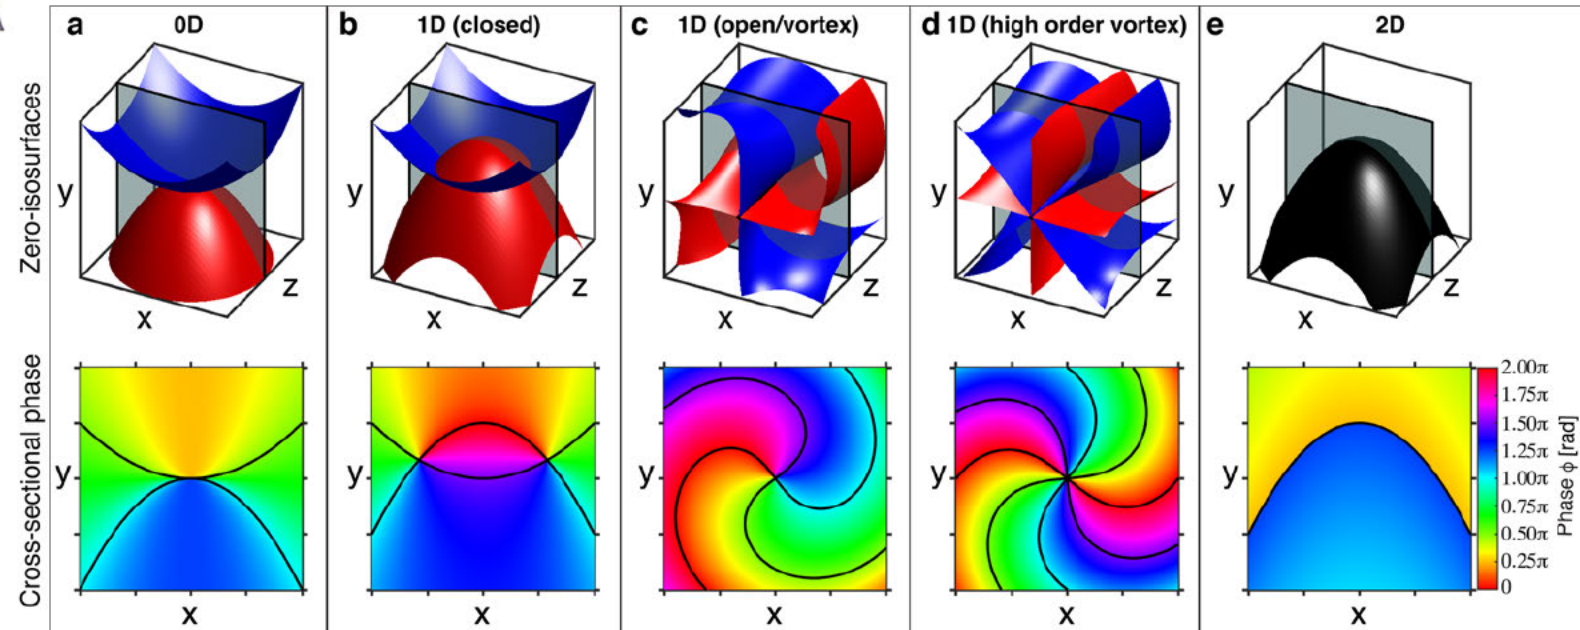 a 0D
b 1D (closed)
c 1D (open/vortex)
d 1D (high order vortex)
e 2D
Zero-isosurfaces
y x z
y x z
y x z
y x z
y x z
Cross-sectional phase
y x
y x
y x
y x
y x
2.00π
1.75π
1.50π
1.25π
1.00π
0.75π
0.50π
0.25π
0
Phase ϕ [rad]